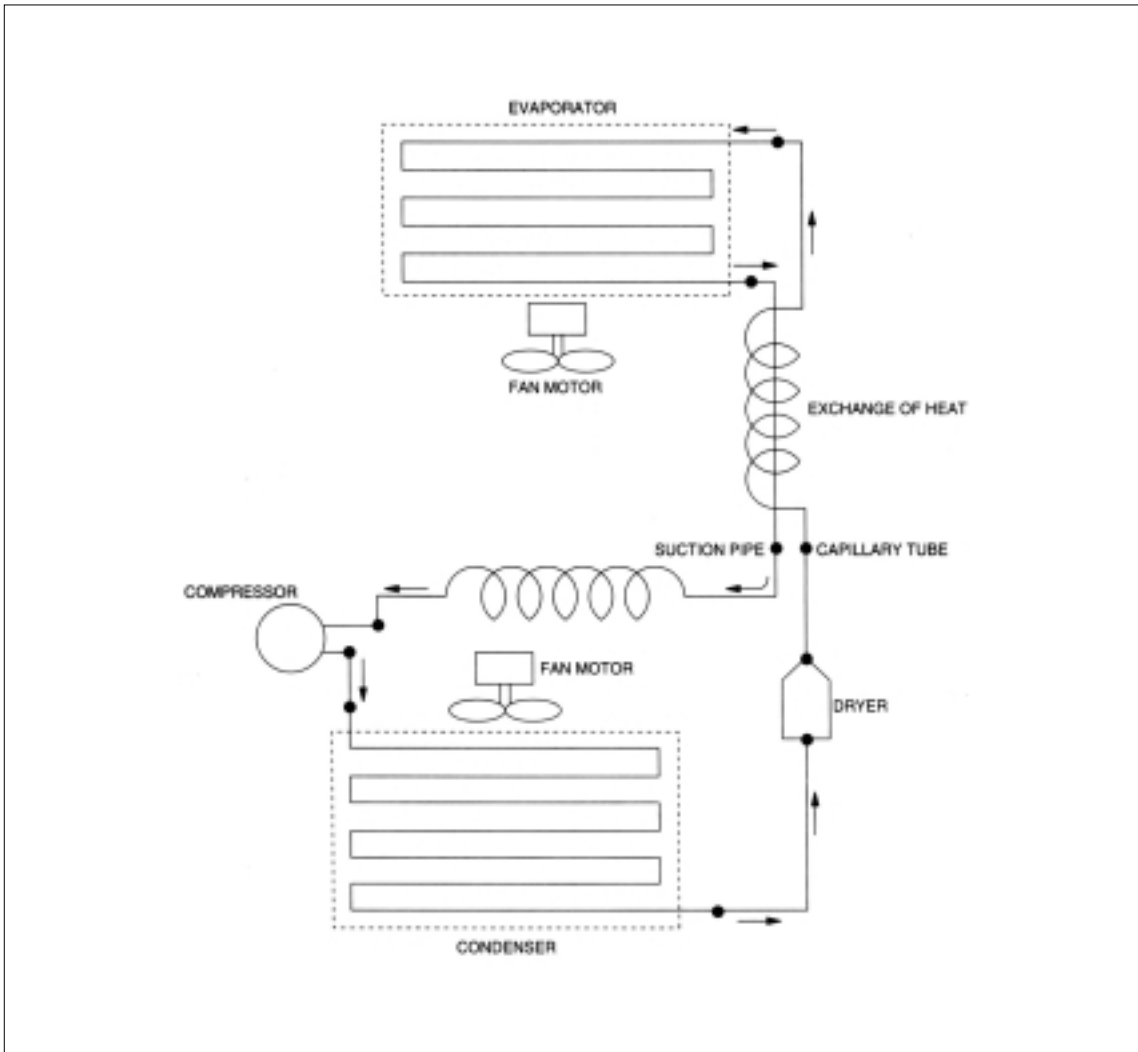 EVAPORATOR
FAN MOTOR
EXCHANGE OF HEAT
SUCTION PIPE
CAPILLARY TUBE
COMPRESSOR
FAN MOTOR
DRYER
CONDENSER